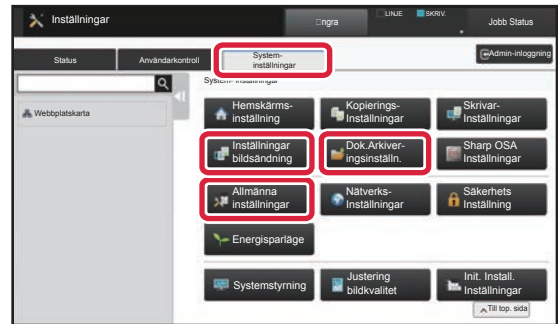 Inställningar
Ångra
LINJE
SKRIV.
Jobb Status
Status
Användarkontroll
System-
inställningar
Admin-inloggning
System- Inställningar
Webbplatskarta
Hemskärms-
inställning
Kopierings-
Inställningar
Skrivar-
Inställningar
Inställningar
bildsändning
Dok.Arkiver-
ingsinställn.
Sharp OSA
Inställningar
Allmänna
inställningar
Nätverks-
Inställningar
Säkerhets
Inställning
Energisparläge
Systemstyrning
Justering
bildkvalitet
Init. Install.
Inställningar
Till top. sida